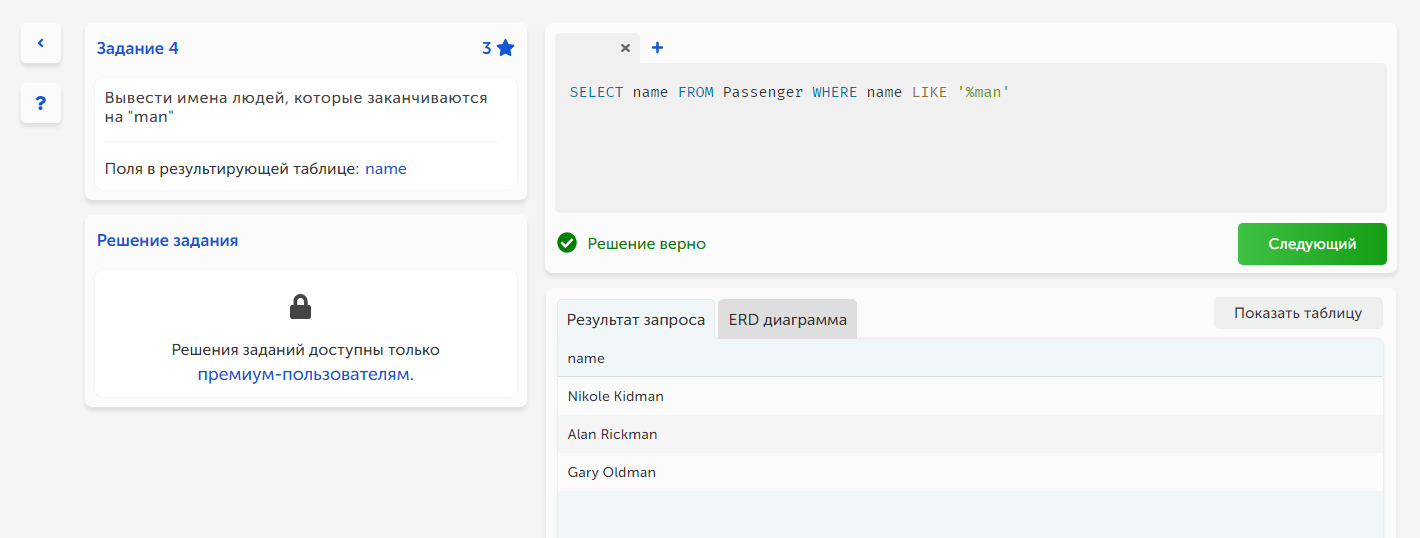 Задание 4
3
Вывести имена людей, которые заканчиваются
на "man"
Поля в результирующей таблице: name
Решение задания
Решения заданий доступны только
премиум-пользователям.
SELECT name FROM Passenger WHERE name LIKE '%man'
Решение верно
Следующий
Результат запроса
ERD диаграмма
Показать таблицу
name
Nikole Kidman
Alan Rickman
Gary Oldman